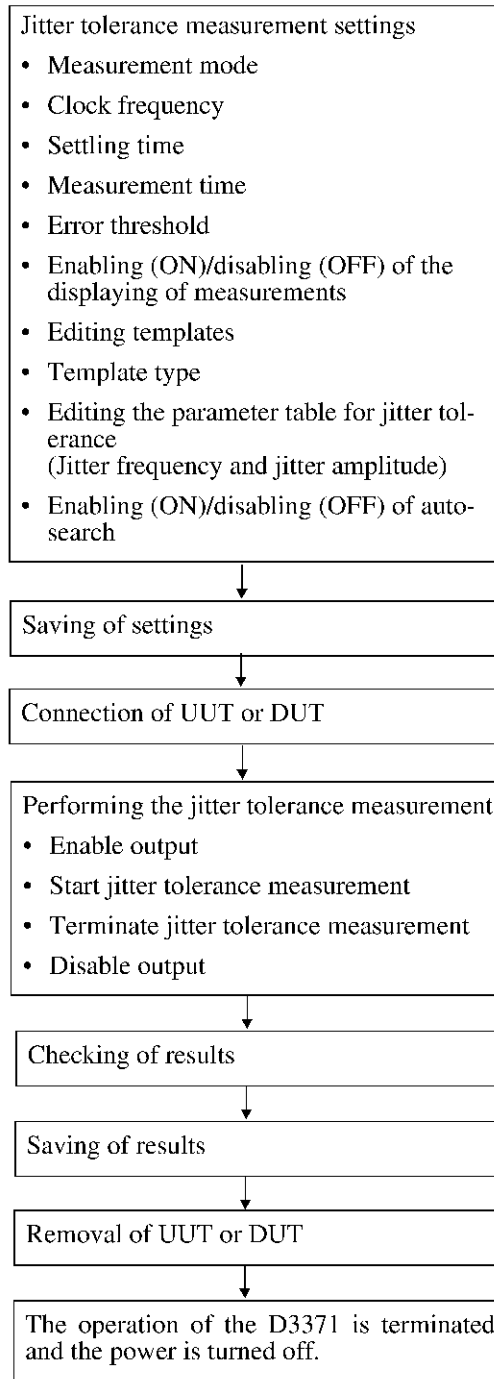 Jitter tolerance measurement settings
• Measurement mode
• Clock frequency
• Settling time
• Measurement time
• Error threshold
• Enabling (ON)/disabling (OFF) of the
displaying of measurements
• Editing templates
• Template type
• Editing the parameter table for jitter tol-
erance
(Jitter frequency and jitter amplitude)
• Enabling (ON)/disabling (OFF) of auto-
search
Saving of settings
Connection of UUT or DUT
Performing the jitter tolerance measurement
• Enable output
• Start jitter tolerance measurement
• Terminate jitter tolerance measurement
• Disable output
Checking of results
Saving of results
Removal of UUT or DUT
The operation of the D3371 is terminated
and the power is turned off.